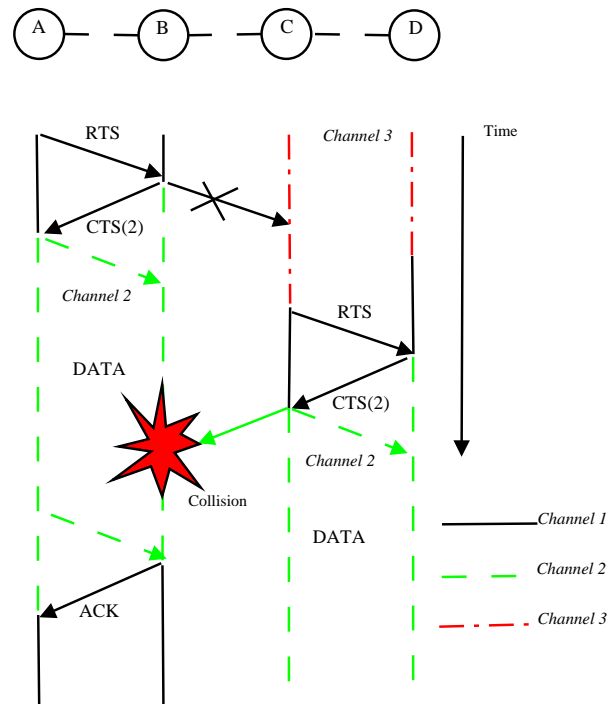 A
B
C
D
RTS
Channel 3
Time
CTS(2)
Channel 2
RTS
DATA
CTS(2)
Channel 2
Collision
Channel 1
DATA
Channel 2
ACK
Channel 3